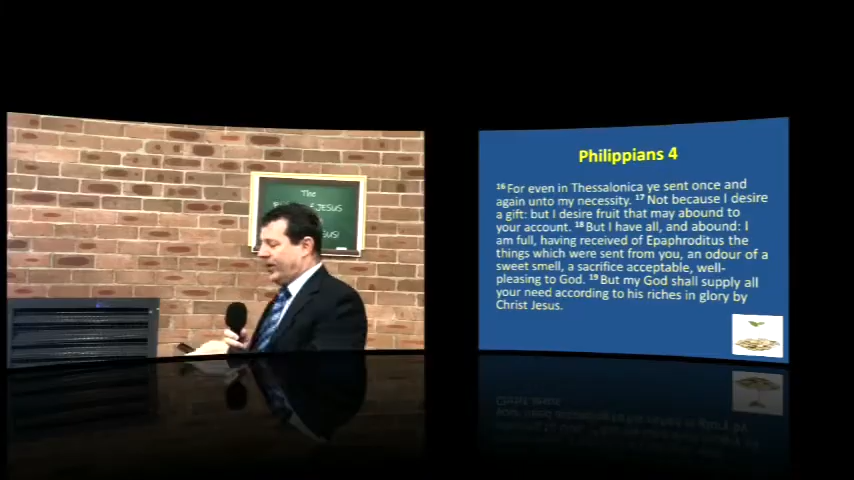 The
JESUS
Philippians 4
16 For even in Thessalonica ye sent once and
again unto my necessity. 17 Not because I desire
a gift: but I desire fruit that may abound to
your account. 18 But I have all, and abound: I
am full, having received of Epaphroditus the
things which were sent from you, an odour of a
sweet smell, a sacrifice acceptable, well-
pleasing to God. 19 But my God shall supply all
your need according to his riches in glory by
Christ Jesus.